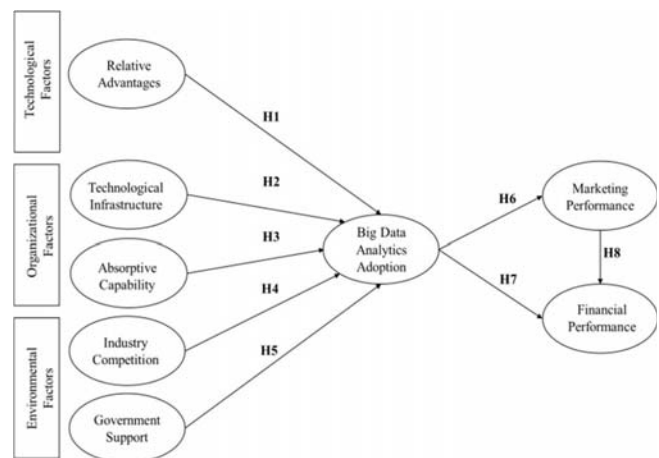 Technological
Factors
Relative
Advantages
H1
Organizational
Factors
Technological
Infrastructure
H2
Absorptive
Capability
H3
Environmental
Factors
Industry
Competition
H4
Government
Support
H5
Big Data
Analytics
Adoption
H6
H7
Marketing
Performance
H8
Financial
Performance